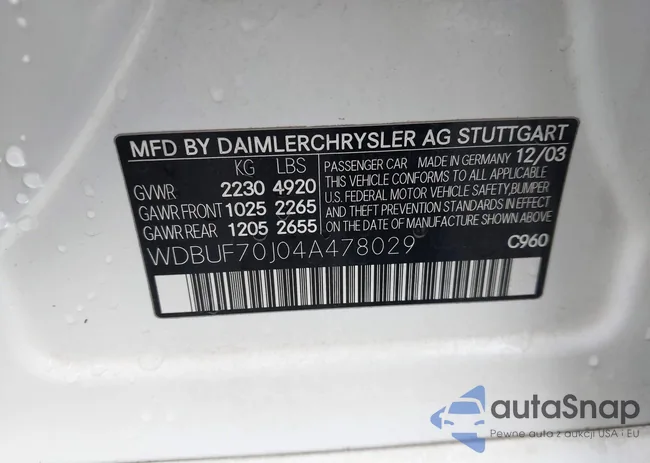 MFD BY DAIMLERCHRYSLER AG STUTTGART
KG LBS
GVWR 2230 4920
GAWR FRONT 1025 2265
GAWR REAR 1205 2655
PASSENGER CAR MADE IN GERMANY 12/03
THIS VEHICLE CONFORMS TO ALL APPLICABLE
U.S. FEDERAL MOTOR VEHICLE SAFETY,BUMPER
AND THEFT PREVENTION STANDARDS IN EFFECT
ON THE DATE OF MANUFACTURE SHOWN ABOVE
WDBUF70J04A478029 C960
autoSnap
Pewne auto z aukcji USA i EU